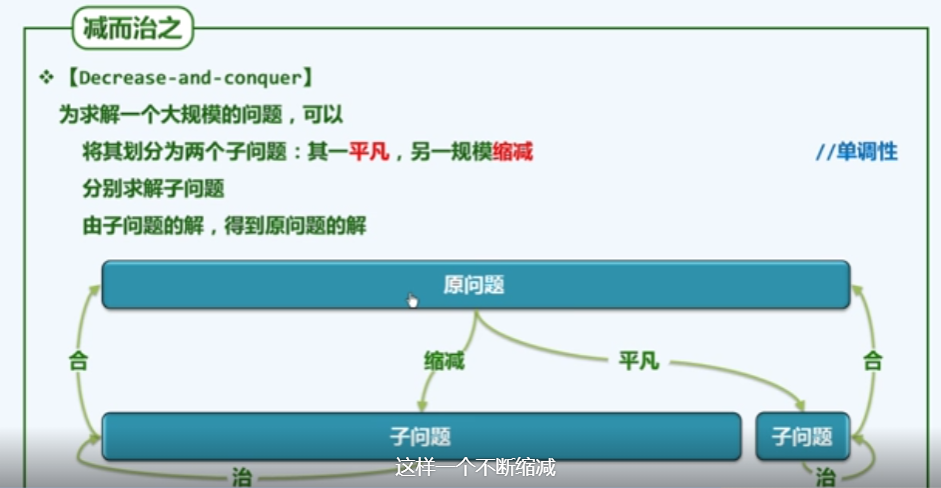 减而治之
❖【Decrease-and-conquer】
为求解一个大规模的问题，可以
将其划分为两个子问题：其一平凡，另一规模缩减 //单调性
分别求解子问题
由子问题的解，得到原问题的解
原问题
合 缩减 平凡 合
子问题 子问题
这样一个不断缩减
治 治